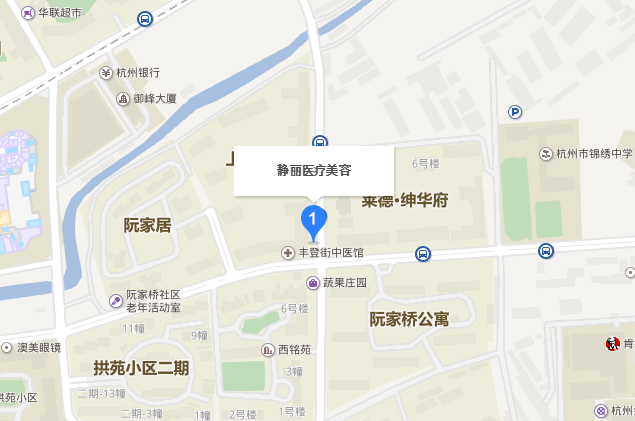 华联超市
杭州银行
御峰大厦
杭州市锦绣中学
6号楼
上
静丽医疗美容
莱德·绅华府
阮家居
1
丰登街中医馆
蔬果庄园
阮家桥社区
老年活动室
6号楼
阮家桥公寓
11幢
9幢
澳美眼镜
西铭苑
肯
拱苑小区二期
3幢
二期-13幢
苑小区
二期-3幢
1幢
2号楼
1号楼
杭州